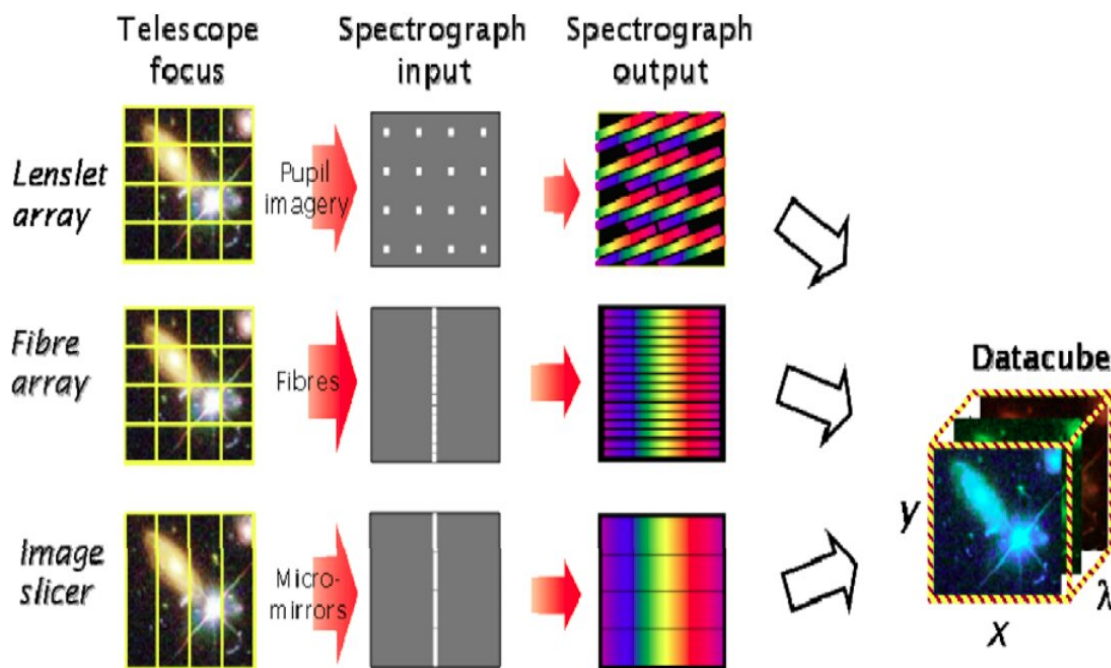 Telescope
focus
Spectrograph
input
Spectrograph
output
Lenslet
array
Pupil
imagery
Fibre
array
Fibres
Datacube
Image
slicer
Micro-
mirrors
y
x
λ